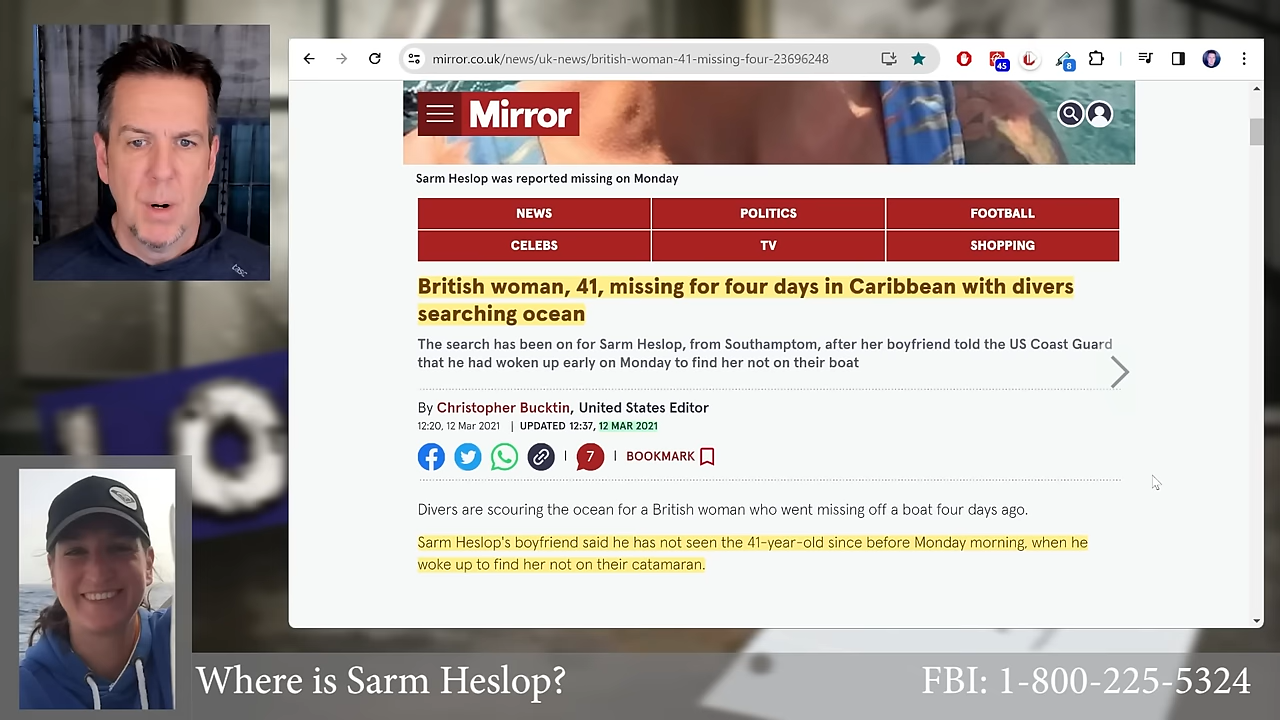 mirror.co.uk/news/uk-news/british-woman-41-missing-four-23696248
45
8
Mirror
Sarm Heslop was reported missing on Monday
NEWS
POLITICS
FOOTBALL
CELEBS
TV
SHOPPING
British woman, 41, missing for four days in Caribbean with divers
searching ocean
The search has been on for Sarm Heslop, from Southamptom, after her boyfriend told the US Coast Guard
that he had woken up early on Monday to find her not on their boat
By Christopher Bucktin, United States Editor
12:20, 12 Mar 2021 | UPDATED 12:37, 12 MAR 2021
| 7 | BOOKMARK
Divers are scouring the ocean for a British woman who went missing off a boat four days ago.
Sarm Heslop's boyfriend said he has not seen the 41-year-old since before Monday morning, when he
woke up to find her not on their catamaran.
Where is Sarm Heslop?
FBI: 1-800-225-5324